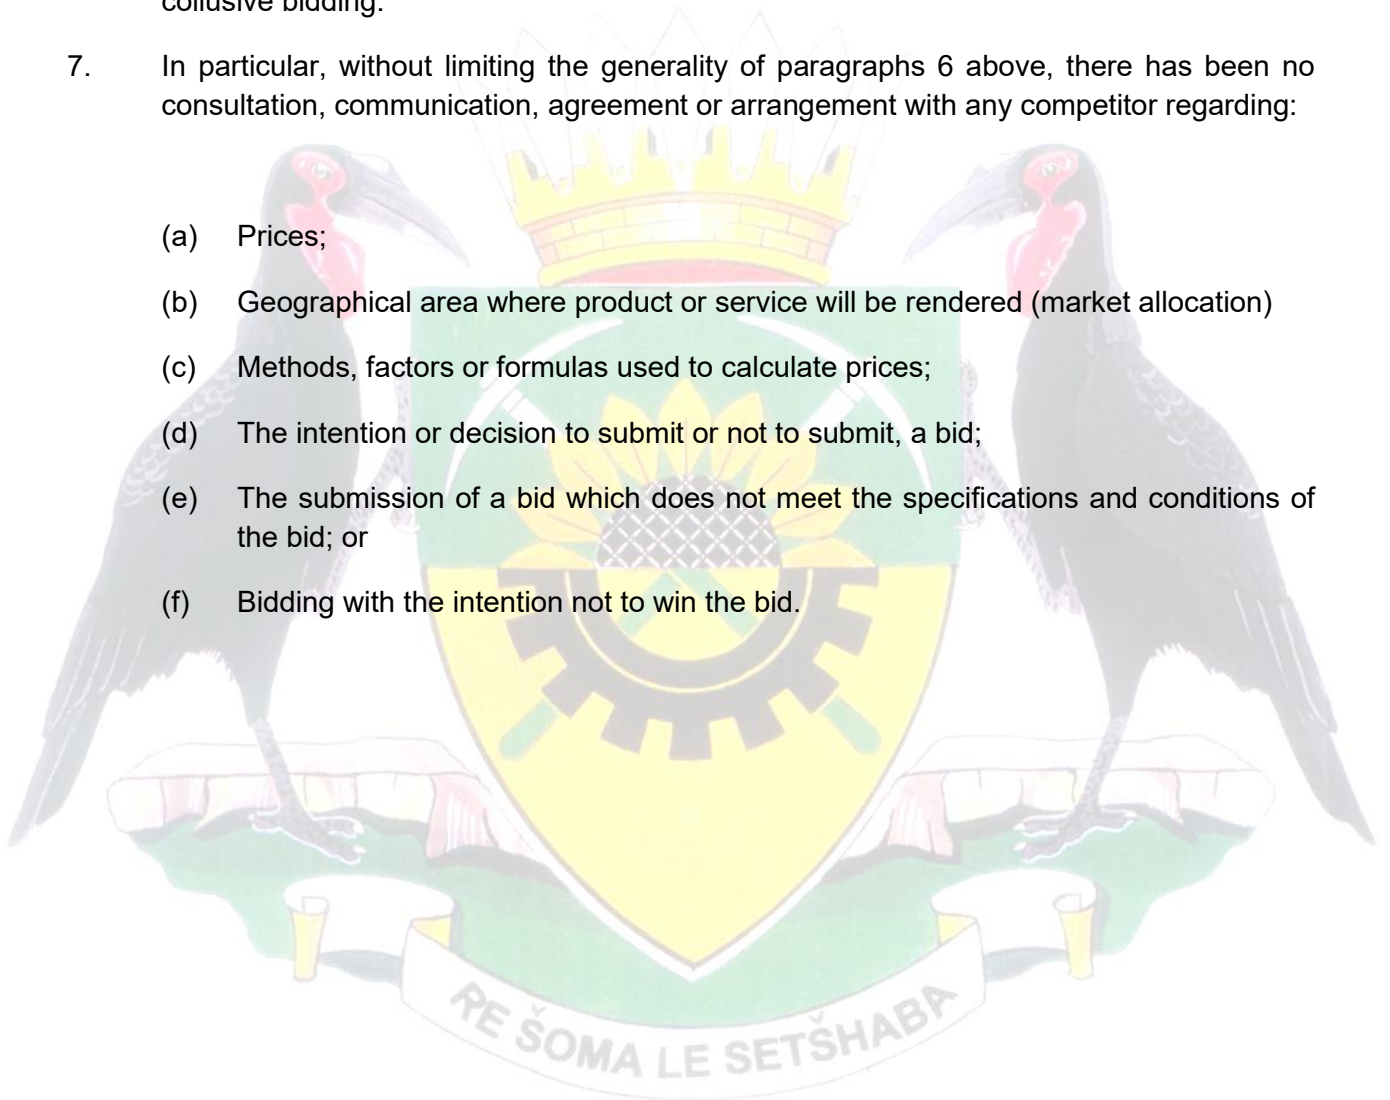 collusive bidding.
7. In particular, without limiting the generality of paragraphs 6 above, there has been no
consultation, communication, agreement or arrangement with any competitor regarding:
(a) Prices;
(b) Geographical area where product or service will be rendered (market allocation)
(c) Methods, factors or formulas used to calculate prices;
(d) The intention or decision to submit or not to submit, a bid;
(e) The submission of a bid which does not meet the specifications and conditions of
the bid; or
(f) Bidding with the intention not to win the bid.
RE ŠOMA LE SETŠHABA